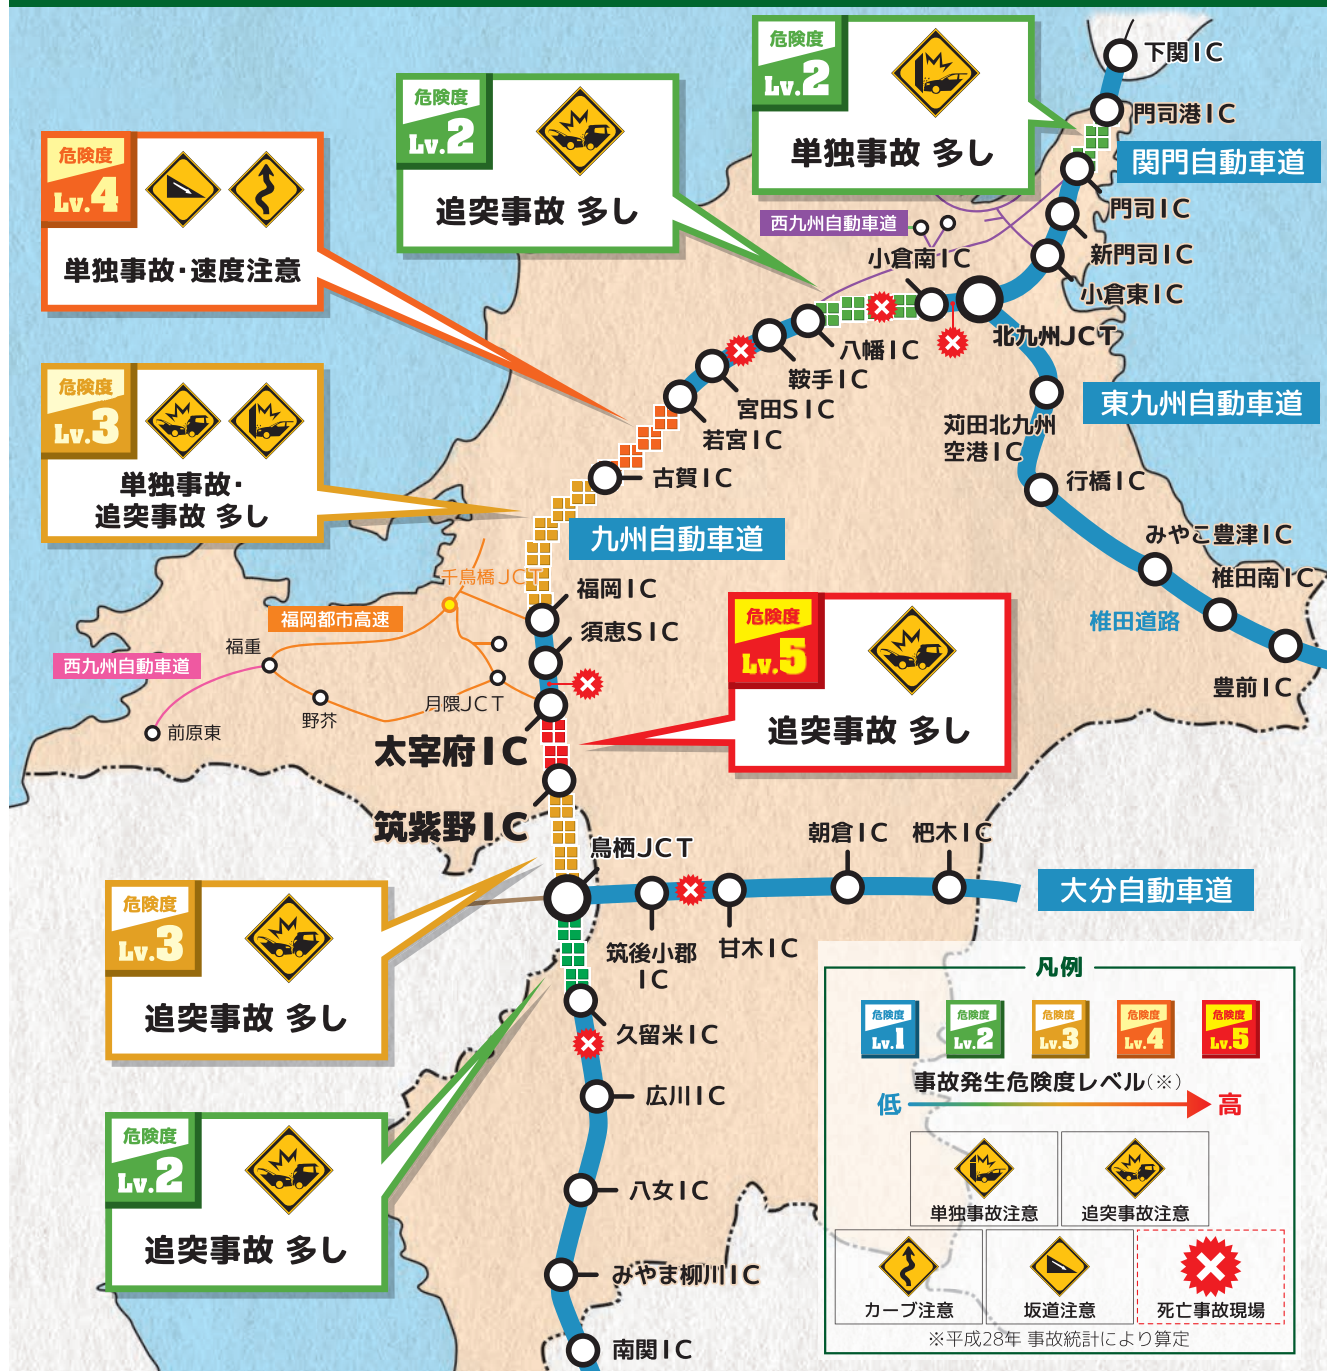 危険度
Lv.2
単独事故 多し
危険度
Lv.2
追突事故 多し
危険度
Lv.4
単独事故・速度注意
危険度
Lv.3
単独事故・
追突事故 多し
下関IC
門司港IC
関門自動車道
門司IC
新門司IC
小倉東IC
西九州自動車道
小倉南IC
北九州JCT
八幡IC
鞍手IC
宮田SIC
若宮IC
古賀IC
東九州自動車道
苅田北九州
空港IC
行橋IC
みやこ豊津IC
椎田南IC
椎田道路
豊前IC
九州自動車道
千鳥橋JCT
福岡IC
福岡都市高速
須恵SIC
福重
西九州自動車道
月隈JCT
野芥
前原東
太宰府IC
危険度
Lv.5
追突事故 多し
筑紫野IC
鳥栖JCT
朝倉IC
杷木IC
大分自動車道
筑後小郡
IC
甘木IC
危険度
Lv.3
追突事故 多し
久留米IC
広川IC
危険度
Lv.2
追突事故 多し
八女IC
みやま柳川IC
南関IC
凡例
危険度
Lv.1
危険度
Lv.2
危険度
Lv.3
危険度
Lv.4
危険度
Lv.5
事故発生危険度レベル(※)
低
高
単独事故注意
追突事故注意
カーブ注意
坂道注意
死亡事故現場
※平成28年 事故統計により算定